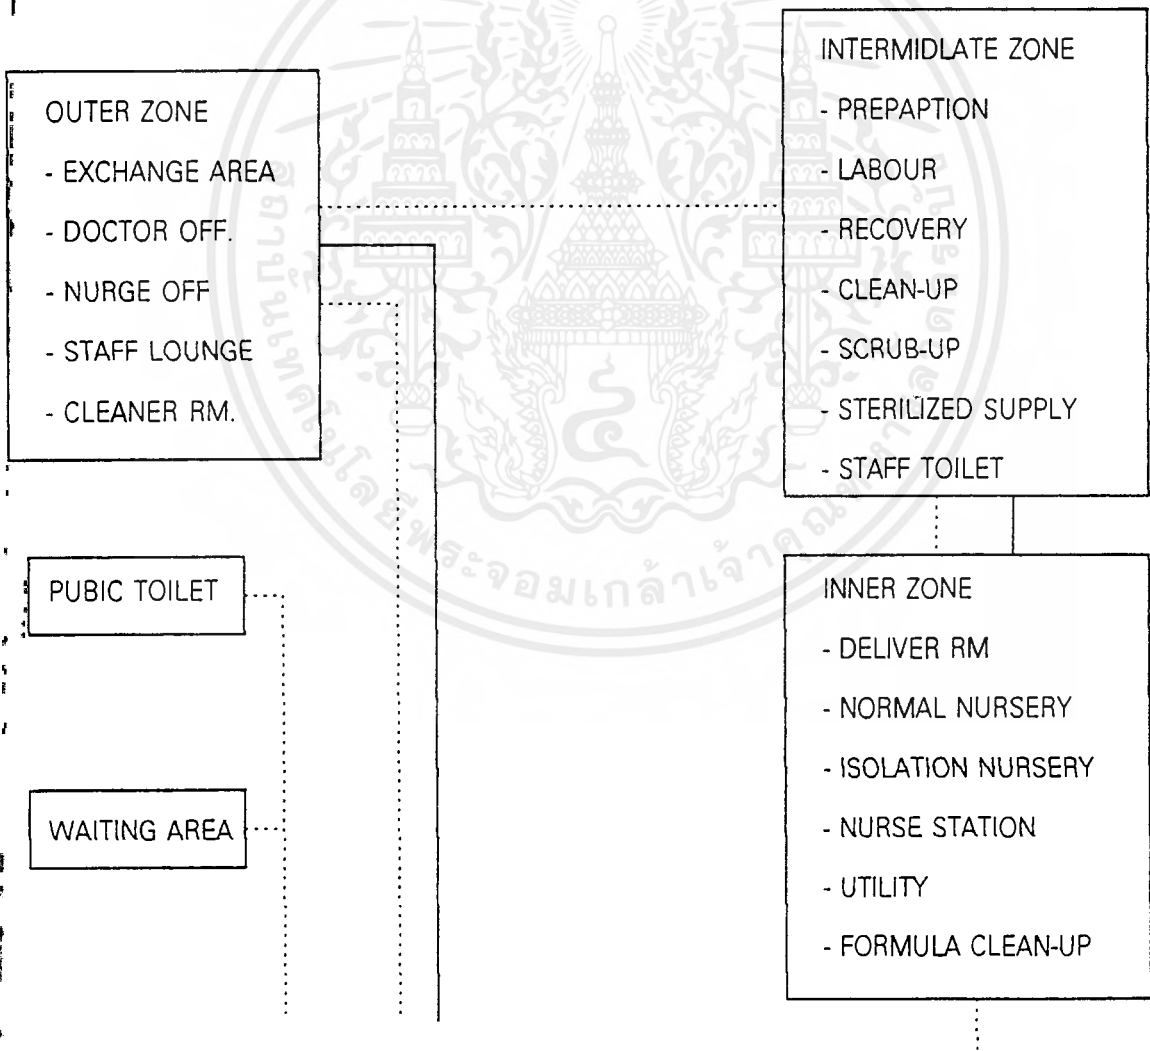 OUTER ZONE
- EXCHANGE AREA
- DOCTOR OFF.
- NURGE OFF
- STAFF LOUNGE
- CLEANER RM.
PUBIC TOILET
WAITING AREA
INTERMIDLATE ZONE
- PREPAPTION
- LABOUR
- RECOVERY
- CLEAN-UP
- SCRUB-UP
- STERILIZED SUPPLY
- STAFF TOILET
INNER ZONE
- DELIVER RM
- NORMAL NURSERY
- ISOLATION NURSERY
- NURSE STATION
- UTILITY
- FORMULA CLEAN-UP